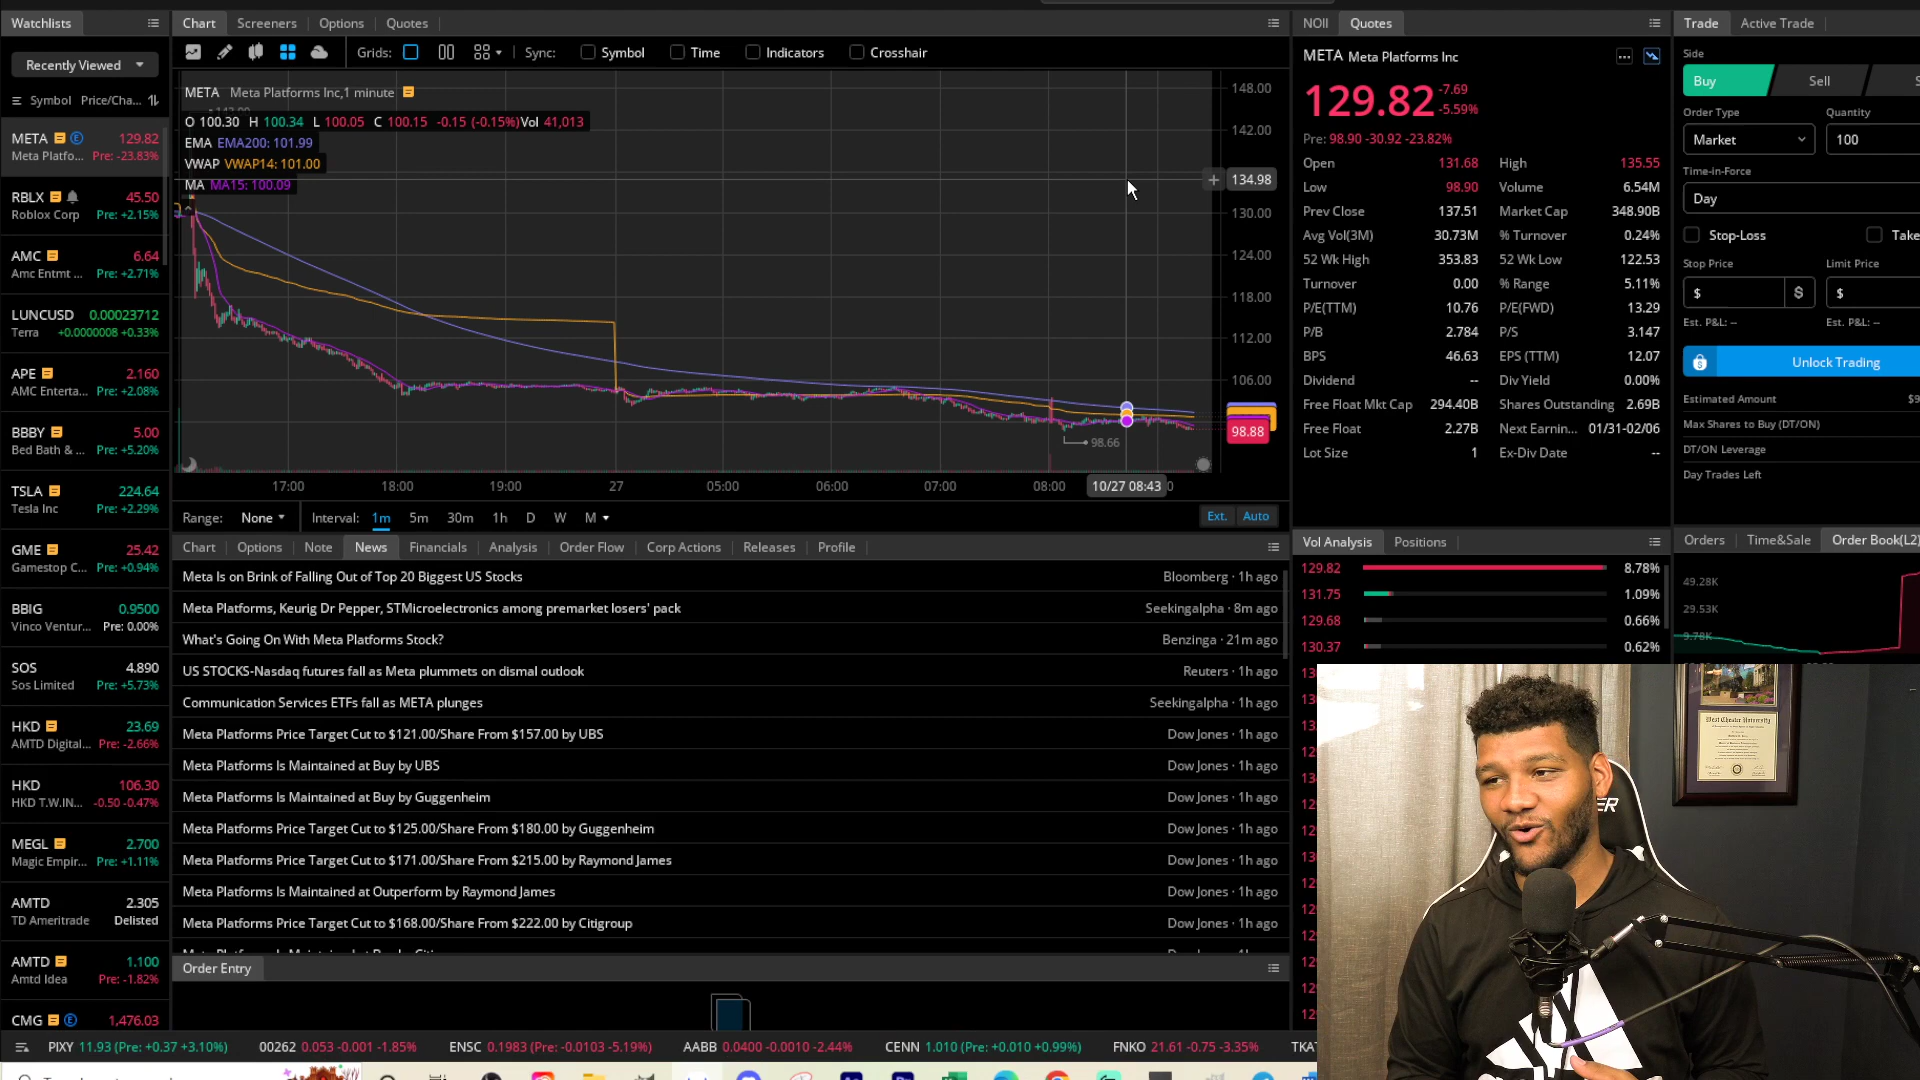 Watchlists
Recently Viewed
Symbol Price/Cha...
META 129.82
Meta Platfo... Pre: -23.83%
RBLX 45.50
Roblox Corp Pre: +2.15%
AMC 6.64
Amc Entmt ... Pre: +2.71%
LUNCUSD 0.00023712
Terra +0.0000008 +0.33%
APE 2.160
AMC Enterta... Pre: +2.08%
BBBY 5.00
Bed Bath & ... Pre: +5.20%
TSLA 224.64
Tesla Inc Pre: +2.29%
GME 25.42
Gamestop C... Pre: +0.94%
BBIG 0.9500
Vinco Ventur... Pre: 0.00%
SOS 4.890
Sos Limited Pre: +5.73%
HKD 23.69
AMTD Digital... Pre: -2.66%
HKD 106.30
HKD T.W.IN... -0.50 -0.47%
MEGL 2.700
Magic Empir... Pre: +1.11%
AMTD 2.305
TD Ameritrade Delisted
AMTD 1.100
Amtd Idea Pre: -1.82%
CMG E 1,476.03
Chart Screeners Options Quotes
Grids: Sync: Symbol Time Indicators Crosshair
META Meta Platforms Inc,1 minute
O 100.30 H 100.34 L 100.05 C 100.15 -0.15 (-0.15%) Vol 41,013
EMA EMA200: 101.99
VWAP VWAP14: 101.00
MA MA15: 100.09
148.00
142.00
134.98
130.00
124.00
118.00
112.00
106.00
98.88
98.66
17:00 18:00 19:00 27 05:00 06:00 07:00 08:00 10/27 08:43
Range: None Interval: 1m 5m 30m 1h D W M Ext. Auto
Chart Options Note News Financials Analysis Order Flow Corp Actions Releases Profile
Meta Is on Brink of Falling Out of Top 20 Biggest US Stocks Bloomberg · 1h ago
Meta Platforms, Keurig Dr Pepper, STMicroelectronics among premarket losers' pack Seekingalpha · 8m ago
What's Going On With Meta Platforms Stock? Benzinga · 21m ago
US STOCKS-Nasdaq futures fall as Meta plummets on dismal outlook Reuters · 1h ago
Communication Services ETFs fall as META plunges Seekingalpha · 1h ago
Meta Platforms Price Target Cut to $121.00/Share From $157.00 by UBS Dow Jones · 1h ago
Meta Platforms Is Maintained at Buy by UBS Dow Jones · 1h ago
Meta Platforms Is Maintained at Buy by Guggenheim Dow Jones · 1h ago
Meta Platforms Price Target Cut to $125.00/Share From $180.00 by Guggenheim Dow Jones · 1h ago
Meta Platforms Price Target Cut to $171.00/Share From $215.00 by Raymond James Dow Jones · 1h ago
Meta Platforms Is Maintained at Outperform by Raymond James Dow Jones · 1h ago
Meta Platforms Price Target Cut to $168.00/Share From $222.00 by Citigroup Dow Jones · 1h ago
Order Entry
NOII Quotes
META Meta Platforms Inc
129.82 -7.69
-5.59%
Pre: 98.90 -30.92 -23.82%
Open 131.68 High 135.55
Low 98.90 Volume 6.54M
Prev Close 137.51 Market Cap 348.90B
Avg Vol(3M) 30.73M % Turnover 0.24%
52 Wk High 353.83 52 Wk Low 122.53
Turnover 0.00 % Range 5.11%
P/E(TTM) 10.76 P/E(FWD) 13.29
P/B 2.784 P/S 3.147
BPS 46.63 EPS (TTM) 12.07
Dividend -- Div Yield 0.00%
Free Float Mkt Cap 294.40B Shares Outstanding 2.69B
Free Float 2.27B Next Earnin... 01/31-02/06
Lot Size 1 Ex-Div Date --
Vol Analysis Positions
129.82 8.78%
131.75 1.09%
129.68 0.66%
130.37 0.62%
Trade Active Trade
Side
Buy Sell
Order Type Quantity
Market 100
Time-in-Force
Day
Stop-Loss Take
Stop Price Limit Price
$ $ $
Est. P&L: -- Est. P&L: --
Unlock Trading
Estimated Amount
Max Shares to Buy (DT/ON)
DT/ON Leverage
Day Trades Left
Orders Time&Sale Order Book(L2)
49.28K
29.53K
9.78K
West Chester University
PIXY 11.93 (Pre: +0.37 +3.10%) 00262 0.053 -0.001 -1.85% ENSC 0.1983 (Pre: -0.0103 -5.19%) AABB 0.0400 -0.0010 -2.44% CENN 1.010 (Pre: +0.010 +0.99%) FNKO 21.61 -0.75 -3.35%